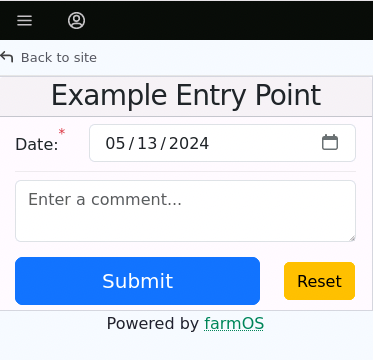 Back to site
Example Entry Point
Date:*
05/13/2024
Enter a comment...
Submit
Reset
Powered by farmOS